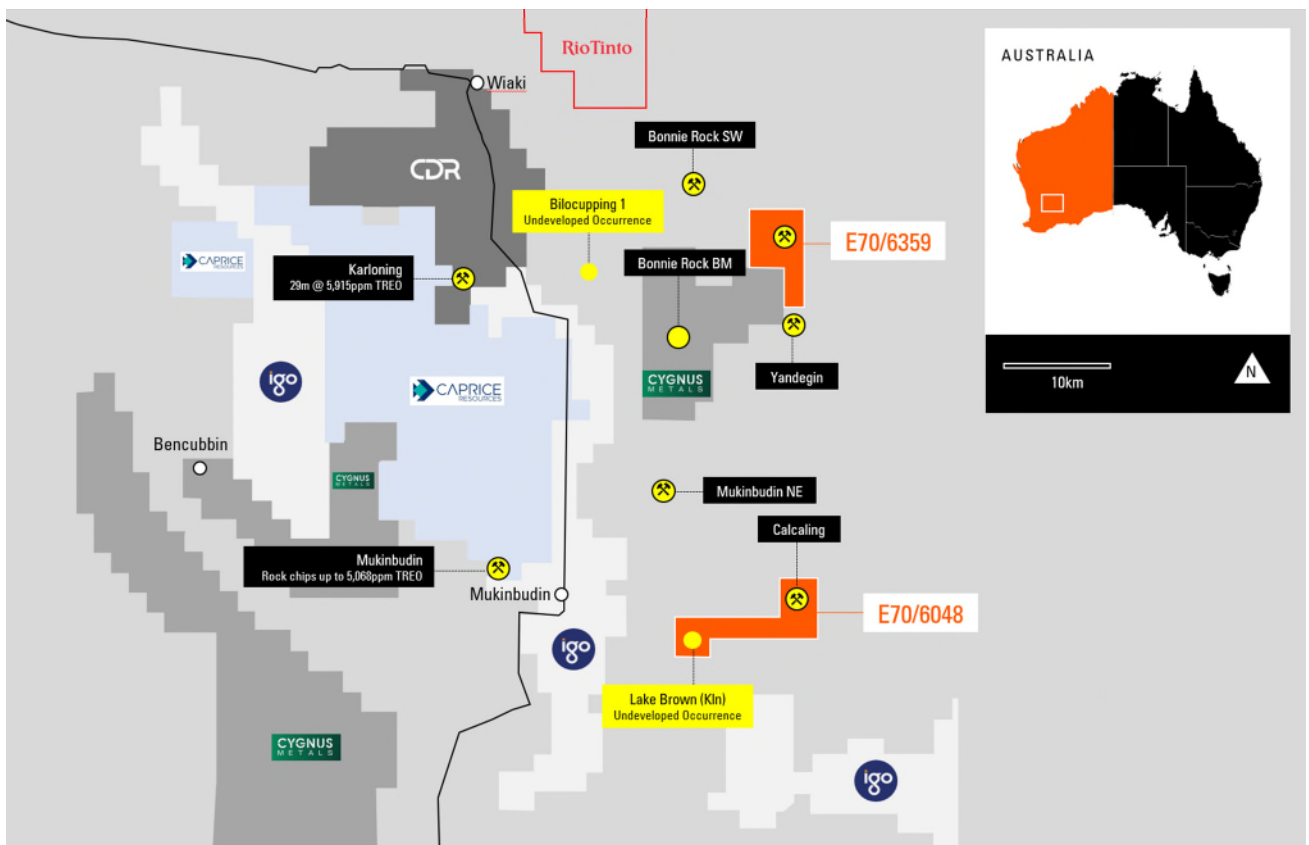 RioTinto
AUSTRALIA
Wiaki
Bonnie Rock SW
CDR
Bilocupping 1
Undeveloped Occurrence
E70/6359
CAPRICE
RESOURCES
Karloning
29m @ 5,915ppm TREO
Bonnie Rock BM
igo
CAPRICE
RESOURCES
CYGNUS
METALS
Yandegin
10km
N
Bencubbin
CYGNUS
METALS
Mukinbudin NE
Calcaling
Mukinbudin
Rock chips up to 5,068ppm TREO
Mukinbudin
E70/6048
igo
Lake Brown (Kln)
Undeveloped Occurrence
CYGNUS
METALS
igo